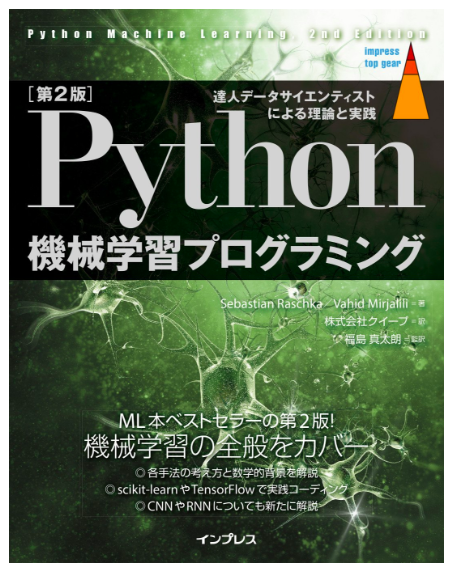 Python Machine Learning, 2nd Edition
impress
top gear
［第2版］
達人データサイエンティスト
による理論と実践
Python
機械学習プログラミング
Sebastian Raschka／Vahid Mirjalili＝著
株式会社クイープ＝訳
福島 真太朗＝監訳
ML本ベストセラーの第2版!
機械学習の全般をカバー
◎各手法の考え方と数学的背景を解説
◎scikit-learnやTensorFlowで実践コーディング
◎CNNやRNNについても新たに解説
インプレス